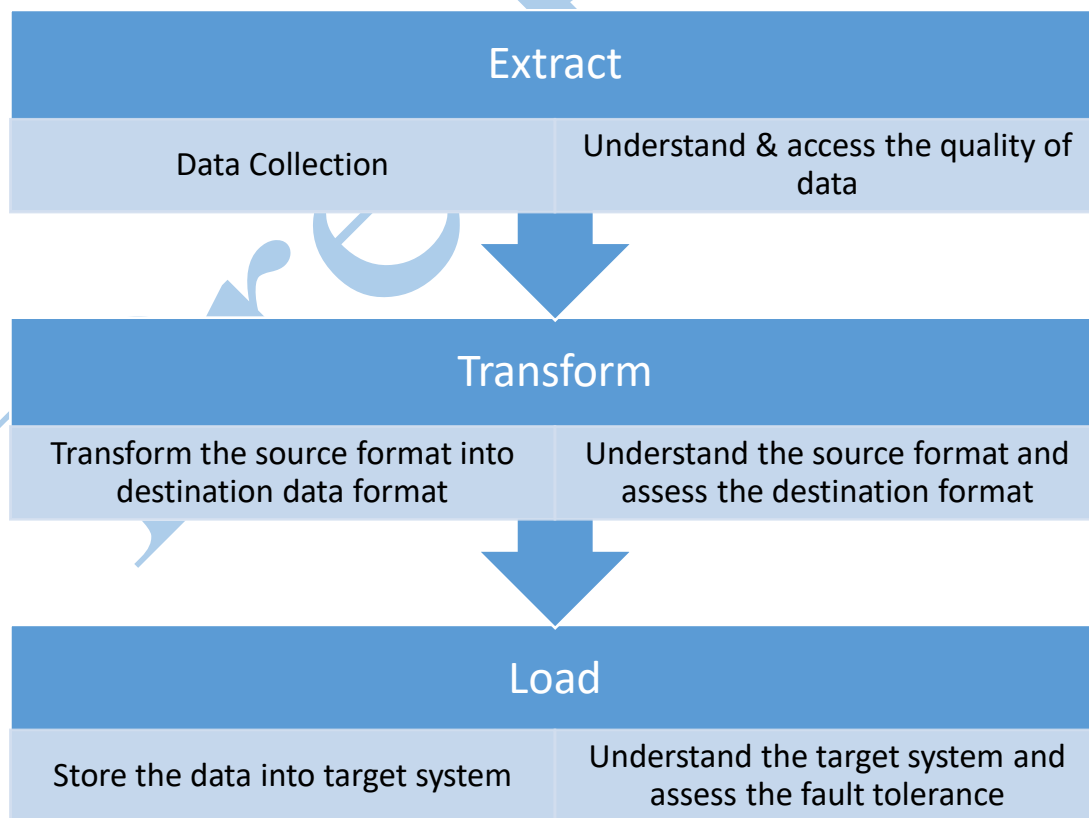 Extract
Data Collection
Understand & access the quality of
data
Transform
Transform the source format into
destination data format
Understand the source format and
assess the destination format
Load
Store the data into target system
Understand the target system and
assess the fault tolerance